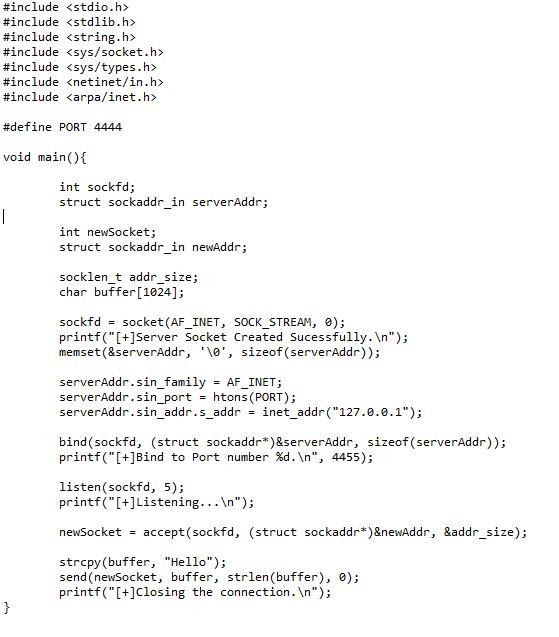 #include <stdio.h>
#include <stdlib.h>
#include <string.h>
#include <sys/socket.h>
#include <sys/types.h>
#include <netinet/in.h>
#include <arpa/inet.h>
#define PORT 4444
void main(){
int sockfd;
struct sockaddr_in serverAddr;
int newSocket;
struct sockaddr_in newAddr;
socklen_t addr_size;
char buffer[1024];
sockfd = socket(AF_INET, SOCK_STREAM, 0);
printf("[+]Server Socket Created Sucessfully.\n");
memset(&serverAddr, '\0', sizeof(serverAddr));
serverAddr.sin_family = AF_INET;
serverAddr.sin_port = htons(PORT);
serverAddr.sin_addr.s_addr = inet_addr("127.0.0.1");
bind(sockfd, (struct sockaddr*)&serverAddr, sizeof(serverAddr));
printf("[+]Bind to Port number %d.\n", 4455);
listen(sockfd, 5);
printf("[+]Listening...\n");
newSocket = accept(sockfd, (struct sockaddr*)&newAddr, &addr_size);
strcpy(buffer, "Hello");
send(newSocket, buffer, strlen(buffer), 0);
printf("[+]Closing the connection.\n");
}